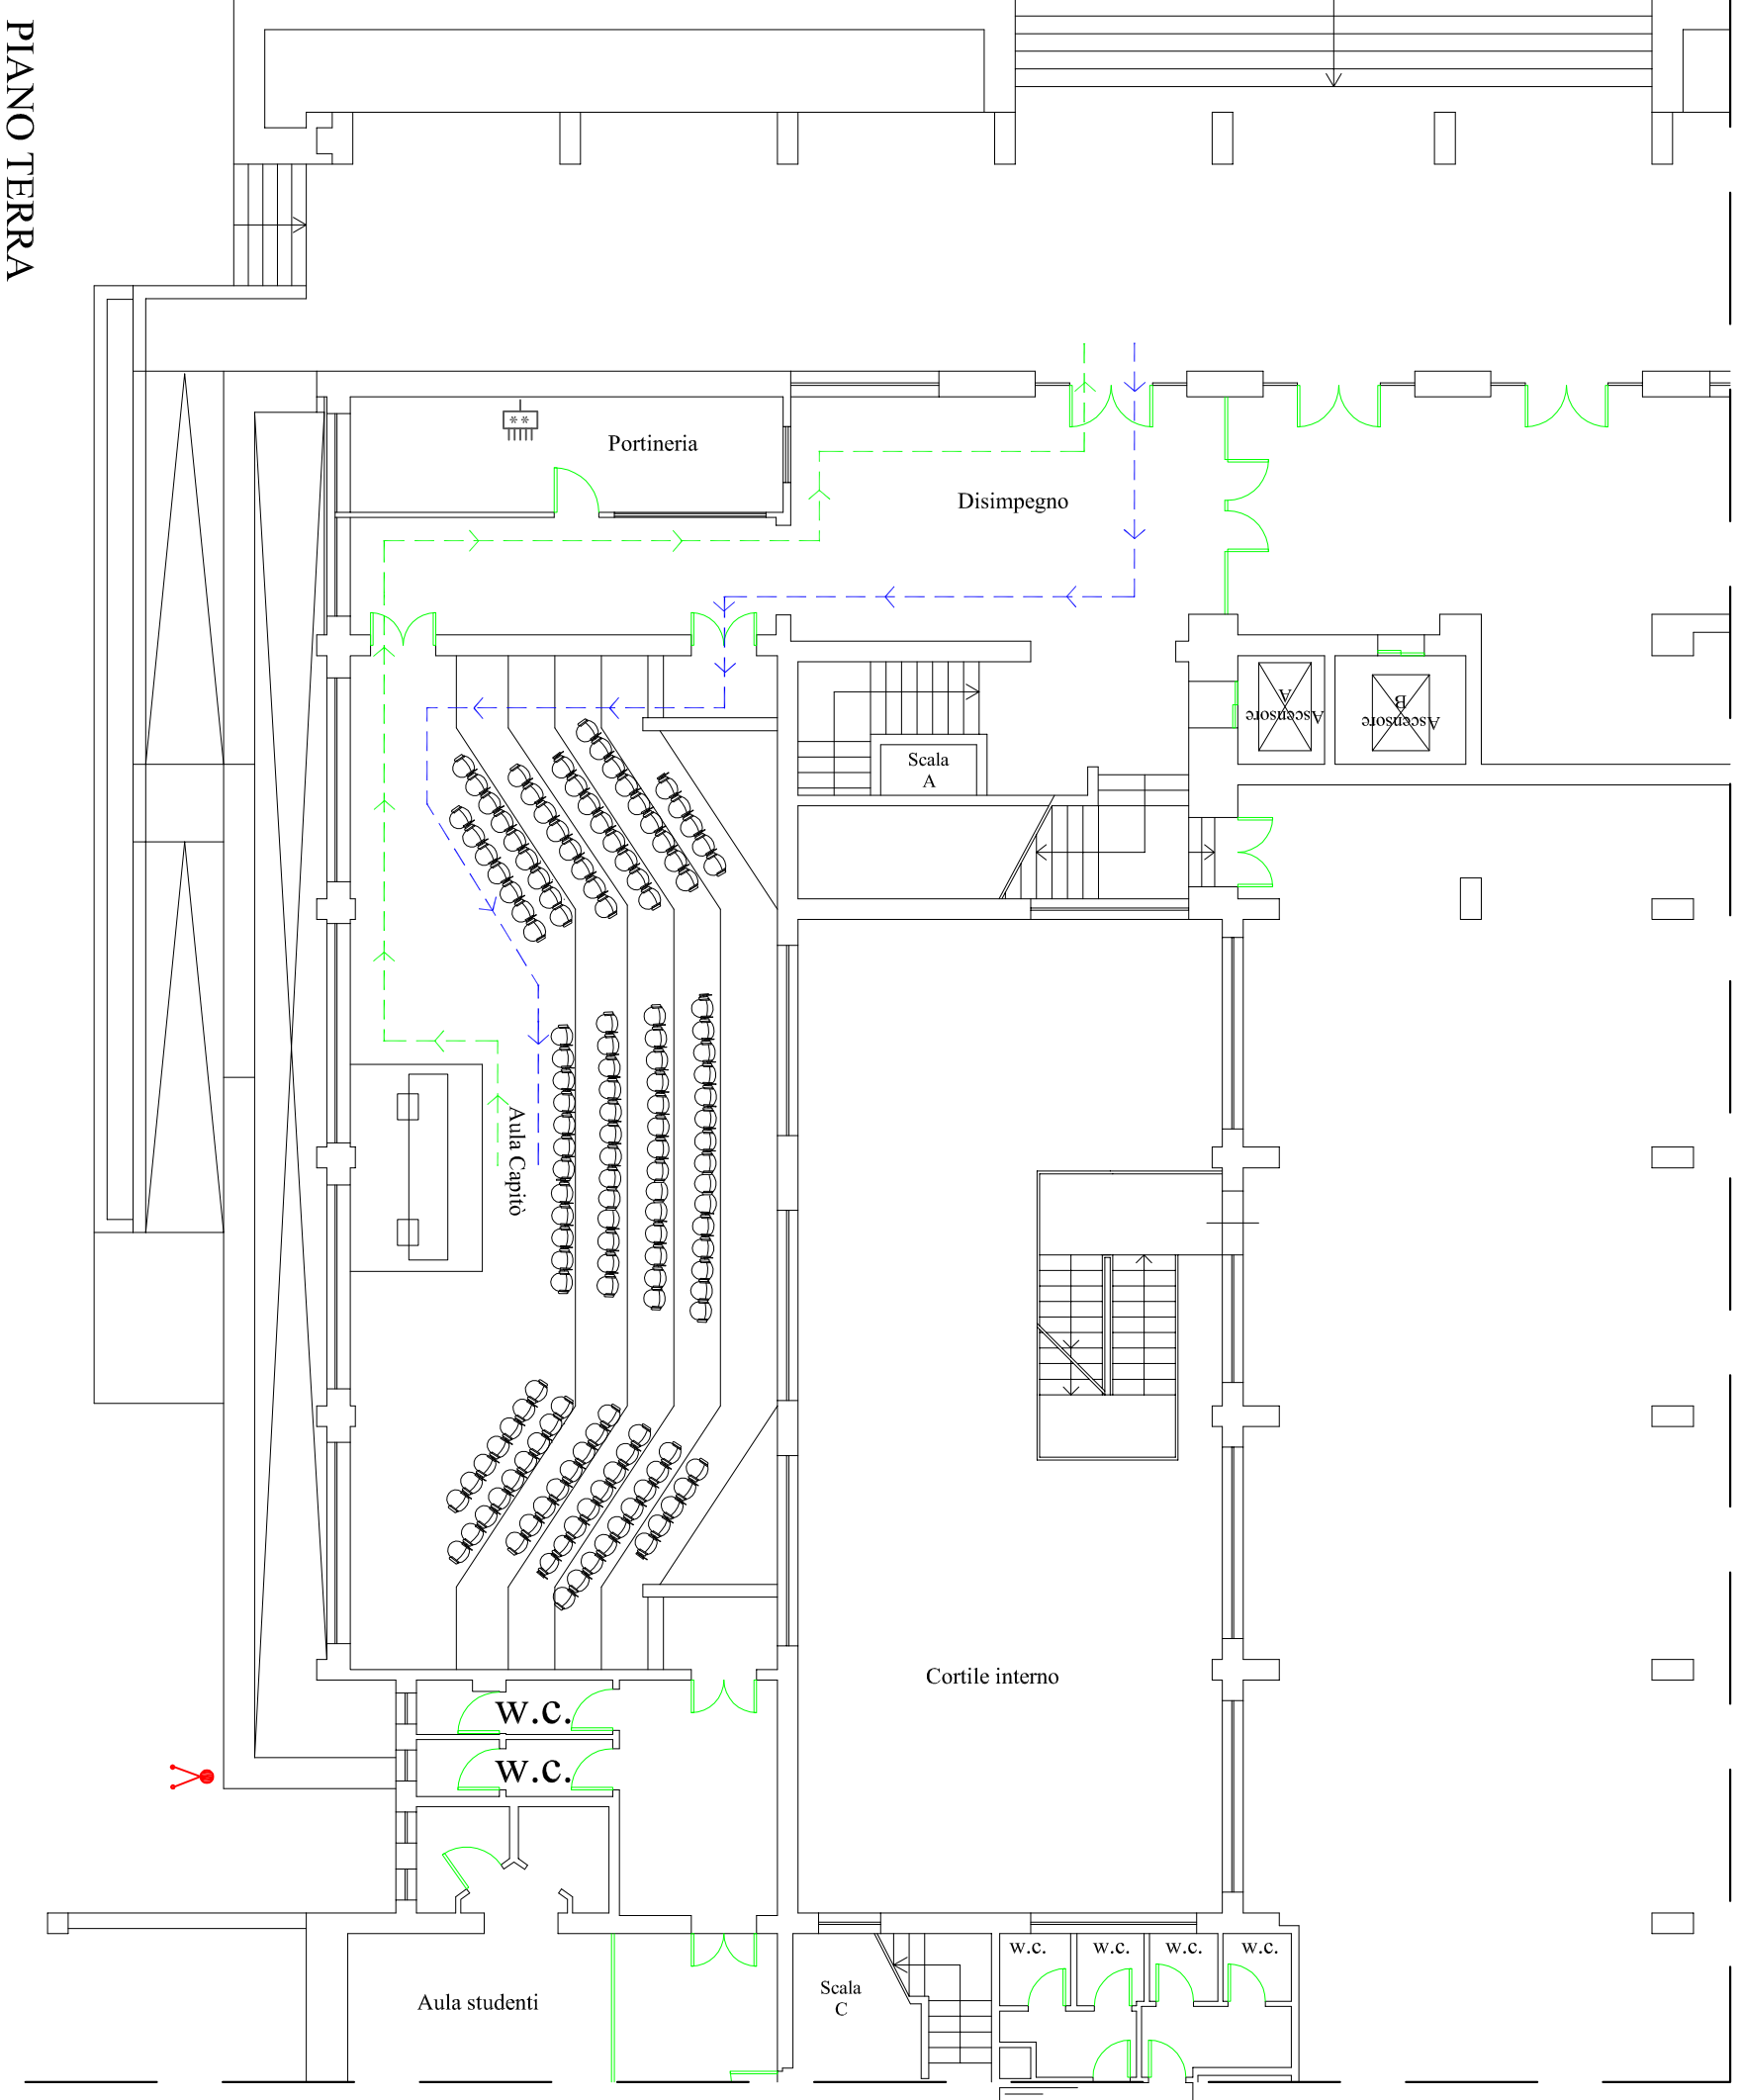 PIANO TERRA
* *
Portineria
Disimpegno
Ascensore
A
Ascensore
B
Scala
A
Aula Capitò
Cortile interno
w.c.
w.c.
w.c.
w.c.
w.c.
w.c.
Scala
C
Aula studenti